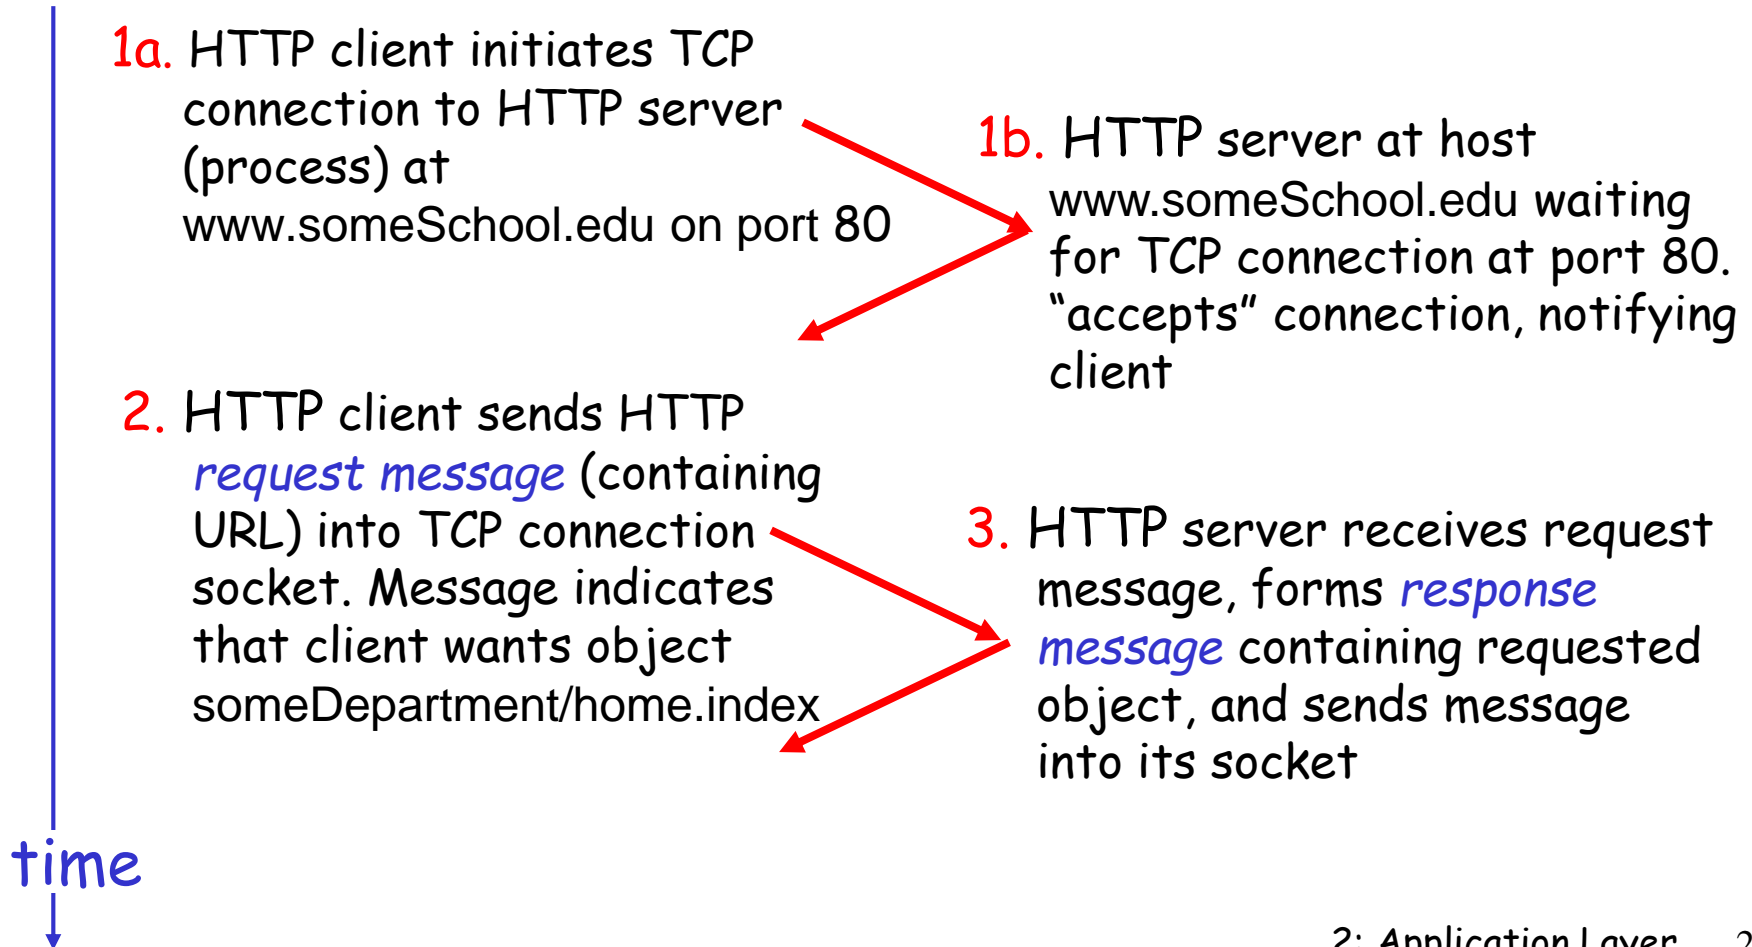 1a. HTTP client initiates TCP
connection to HTTP server
(process) at
www.someSchool.edu on port 80
1b. HTTP server at host
www.someSchool.edu waiting
for TCP connection at port 80.
“accepts” connection, notifying
client
2. HTTP client sends HTTP
request message (containing
URL) into TCP connection
socket. Message indicates
that client wants object
someDepartment/home.index
3. HTTP server receives request
message, forms response
message containing requested
object, and sends message
into its socket
time
2: Application Layer 2